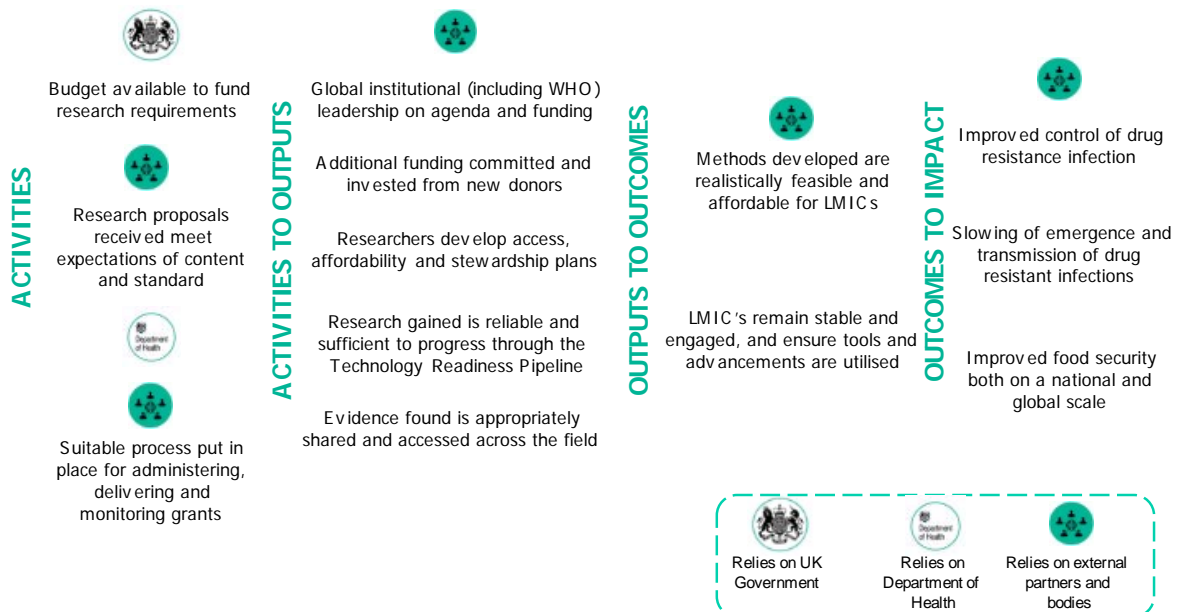 ACTIVITIES
Budget available to fund
research requirements
Research proposals
received meet
expectations of content
and standard
Department
of Health
Suitable process put in
place for administering,
delivering and
monitoring grants
ACTIVITIES TO OUTPUTS
Global institutional (including WHO)
leadership on agenda and funding
Additional funding committed and
invested from new donors
Researchers develop access,
affordability and stewardship plans
Research gained is reliable and
sufficient to progress through the
Technology Readiness Pipeline
Evidence found is appropriately
shared and accessed across the field
OUTPUTS TO OUTCOMES
Methods developed are
realistically feasible and
affordable for LMICs
LMIC's remain stable and
engaged, and ensure tools and
advancements are utilised
OUTCOMES TO IMPACT
Improved control of drug
resistance infection
Slowing of emergence and
transmission of drug
resistant infections
Improved food security
both on a national and
global scale
Relies on UK
Government
Department
of Health
Relies on
Department of
Health
Relies on external
partners and
bodies